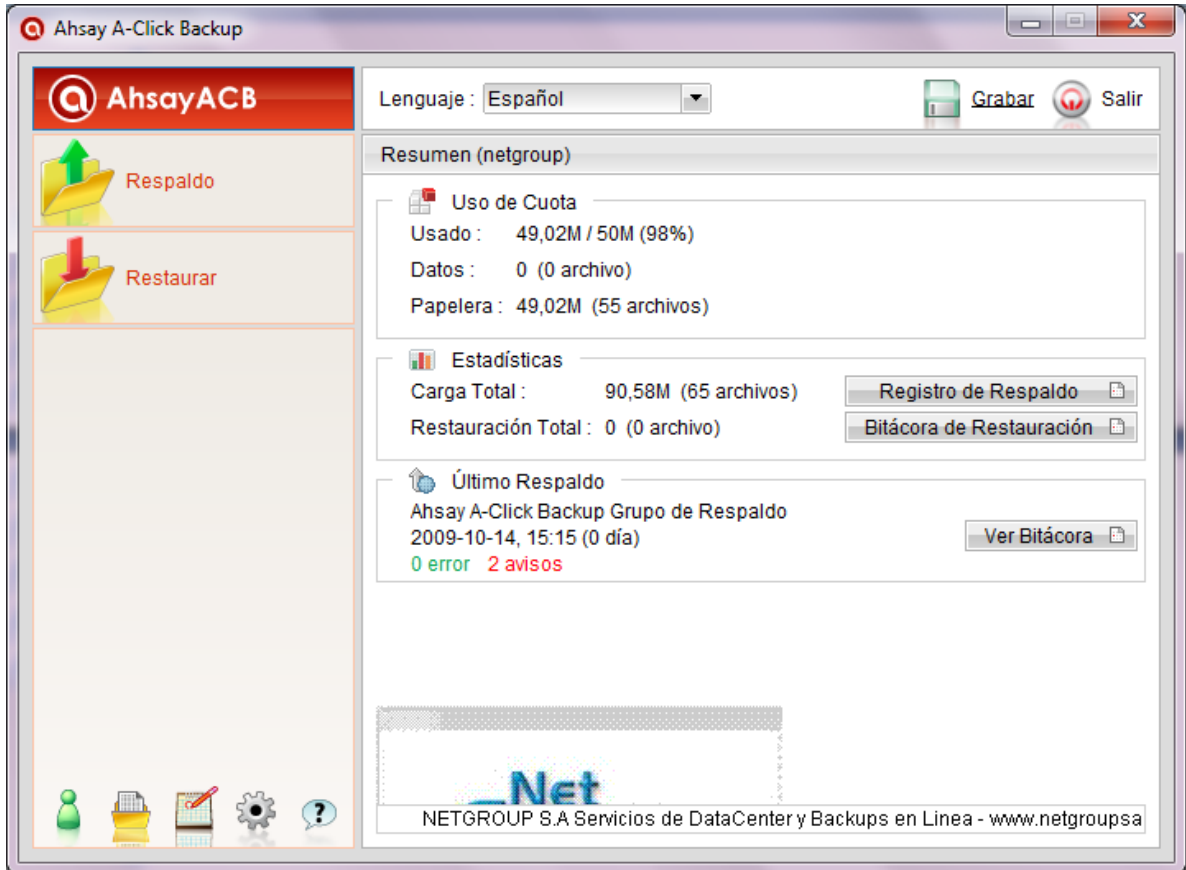 Ahsay A-Click Backup
AhsayACB
Lenguaje : Español
Grabar
Salir
Respaldo
Restaurar
Resumen (netgroup)
Uso de Cuota
Usado : 49,02M / 50M (98%)
Datos : 0 (0 archivo)
Papelera : 49,02M (55 archivos)
Estadísticas
Carga Total : 90,58M (65 archivos)
Registro de Respaldo
Restauración Total : 0 (0 archivo)
Bitácora de Restauración
Último Respaldo
Ahsay A-Click Backup Grupo de Respaldo
2009-10-14, 15:15 (0 día)
Ver Bitácora
0 error 2 avisos
Net
NETGROUP S.A Servicios de DataCenter y Backups en Linea - www.netgroupsa